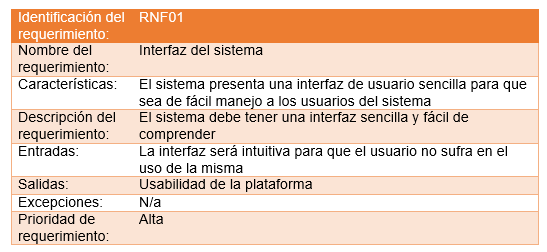 Identificación del RNF01
requerimiento:
Nombre del Interfaz del sistema
requerimiento:
Características: El sistema presenta una interfaz de usuario sencilla para que
sea de fácil manejo a los usuarios del sistema
Descripción del El sistema debe tener una interfaz sencilla y fácil de
requerimiento: comprender
Entradas: La interfaz será intuitiva para que el usuario no sufra en el
uso de la misma
Salidas: Usabilidad de la plataforma
Excepciones: N/a
Prioridad de Alta
requerimiento: